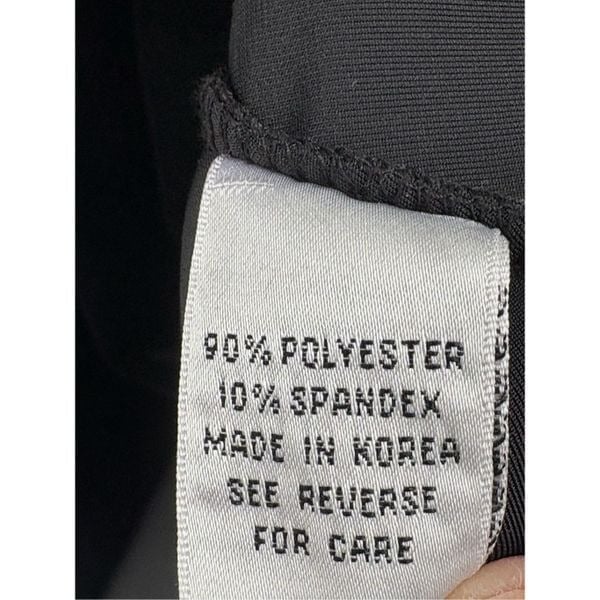 90% POLYESTER
10% SPANDEX
MADE IN KOREA
SEE REVERSE
FOR CARE